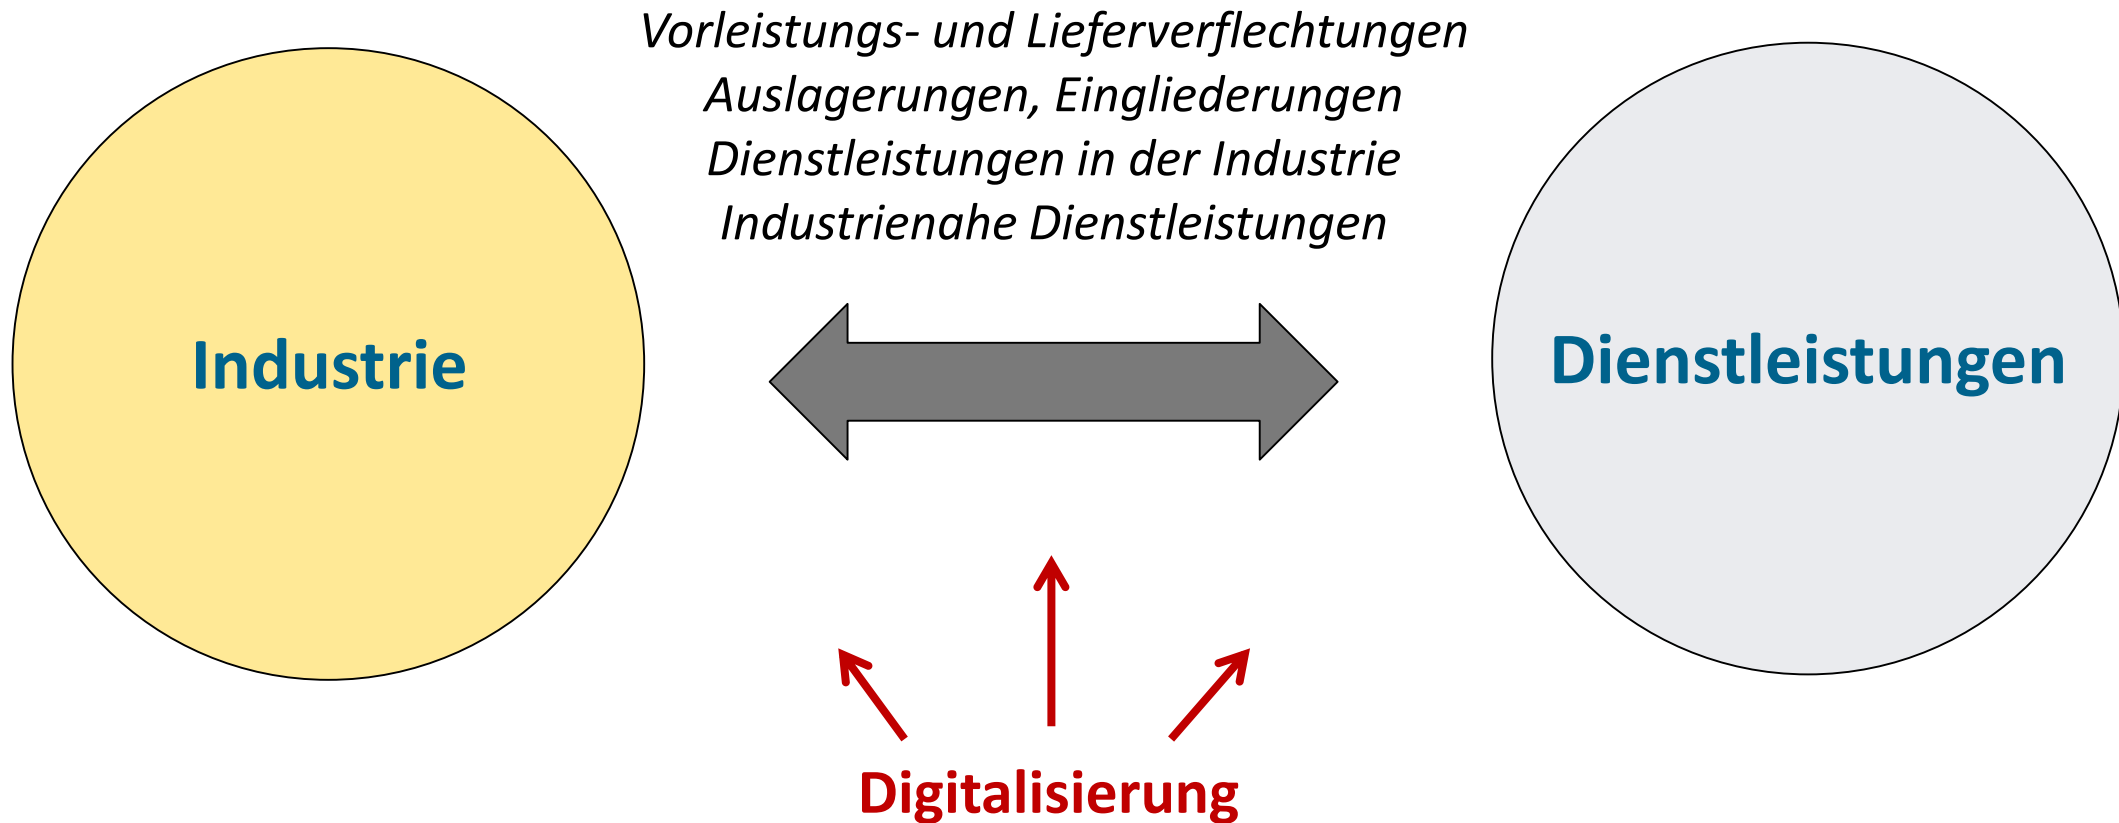 Vorleistungs- und Lieferverflechtungen
Auslagerungen, Eingliederungen
Dienstleistungen in der Industrie
Industrienahe Dienstleistungen
Industrie
Dienstleistungen
Digitalisierung